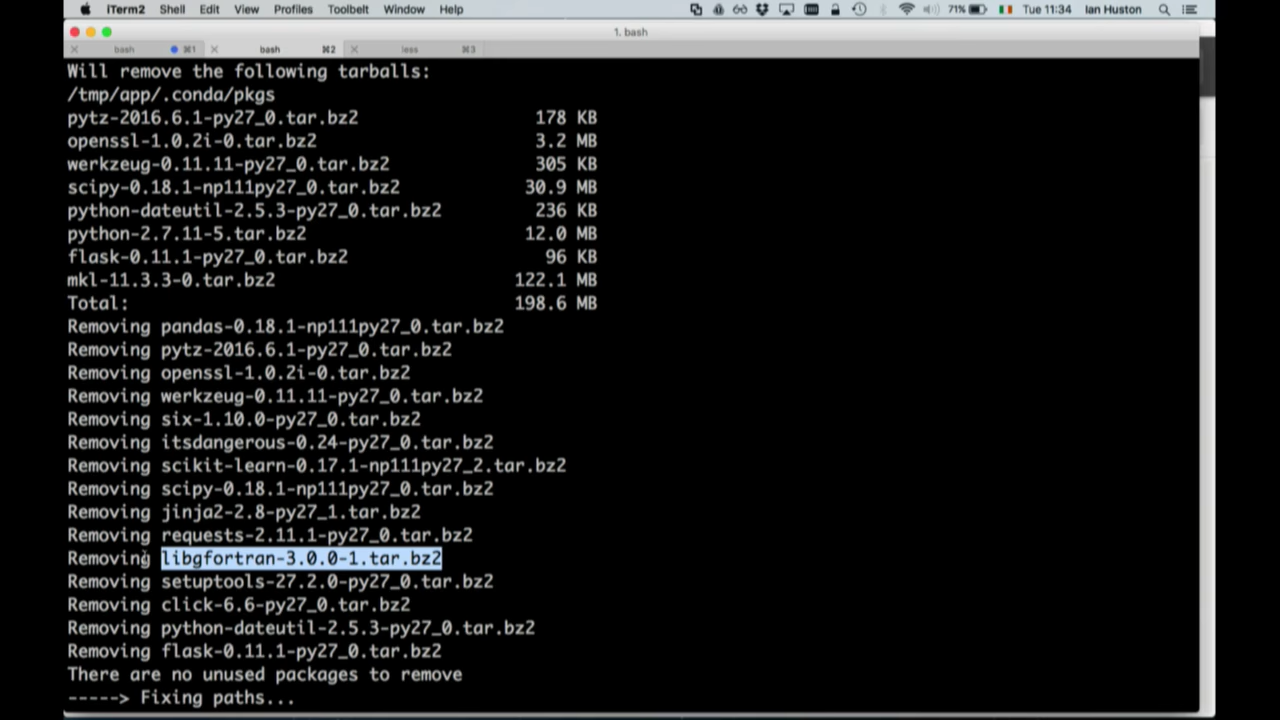 iTerm2 Shell Edit View Profiles Toolbelt Window Help 71% Tue 11:34 Ian Huston
1. bash
bash ⌘1 bash ⌘2 less ⌘3
Will remove the following tarballs:
/tmp/app/.conda/pkgs
pytz-2016.6.1-py27_0.tar.bz2 178 KB
openssl-1.0.2i-0.tar.bz2 3.2 MB
werkzeug-0.11.11-py27_0.tar.bz2 305 KB
scipy-0.18.1-np111py27_0.tar.bz2 30.9 MB
python-dateutil-2.5.3-py27_0.tar.bz2 236 KB
python-2.7.11-5.tar.bz2 12.0 MB
flask-0.11.1-py27_0.tar.bz2 96 KB
mkl-11.3.3-0.tar.bz2 122.1 MB
Total: 198.6 MB
Removing pandas-0.18.1-np111py27_0.tar.bz2
Removing pytz-2016.6.1-py27_0.tar.bz2
Removing openssl-1.0.2i-0.tar.bz2
Removing werkzeug-0.11.11-py27_0.tar.bz2
Removing six-1.10.0-py27_0.tar.bz2
Removing itsdangerous-0.24-py27_0.tar.bz2
Removing scikit-learn-0.17.1-np111py27_2.tar.bz2
Removing scipy-0.18.1-np111py27_0.tar.bz2
Removing jinja2-2.8-py27_1.tar.bz2
Removing requests-2.11.1-py27_0.tar.bz2
Removing libgfortran-3.0.0-1.tar.bz2
Removing setuptools-27.2.0-py27_0.tar.bz2
Removing click-6.6-py27_0.tar.bz2
Removing python-dateutil-2.5.3-py27_0.tar.bz2
Removing flask-0.11.1-py27_0.tar.bz2
There are no unused packages to remove
-----> Fixing paths...